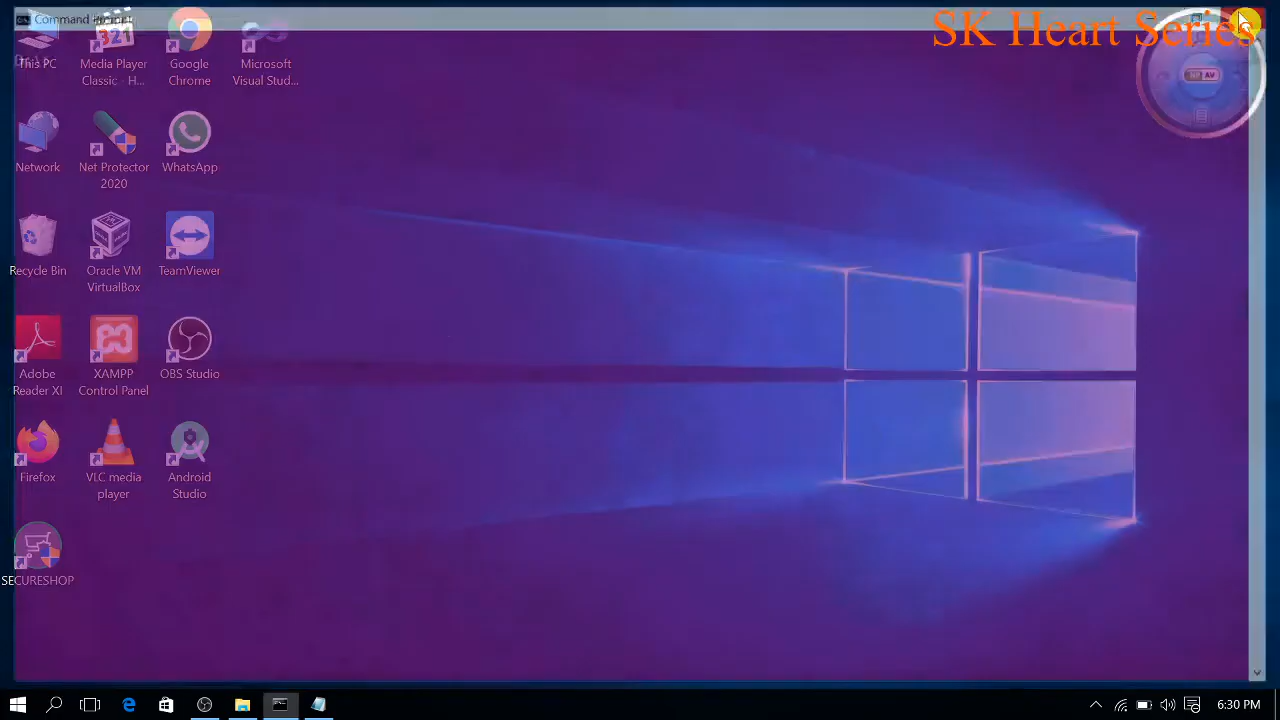 Command Prompt
SK Heart Series
This PC
Media Player
Classic - H...
Google
Chrome
Microsoft
Visual Stud...
NP AV
Network
Net Protector
2020
WhatsApp
Recycle Bin
Oracle VM
VirtualBox
TeamViewer
Adobe
Reader XI
XAMPP
Control Panel
OBS Studio
Firefox
VLC media
player
Android
Studio
SECURESHOP
6:30 PM